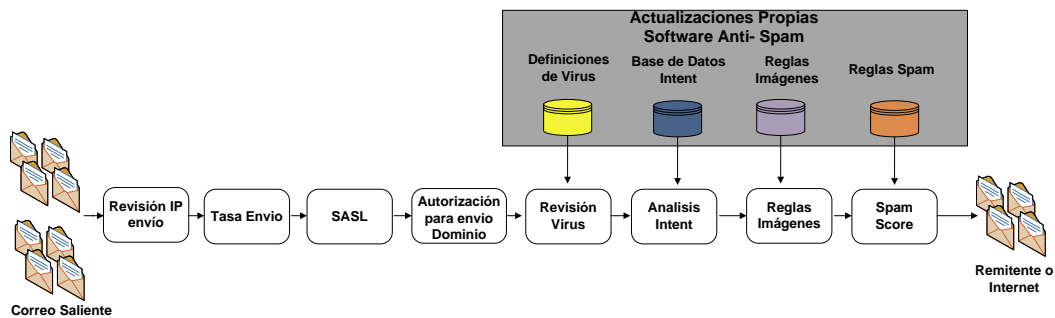 Actualizaciones Propias
Software Anti- Spam
Definiciones
de Virus
Base de Datos
Intent
Reglas
Imágenes
Reglas Spam
Revisión IP
envío
Tasa Envio
SASL
Autorización
para envio
Dominio
Revisión
Virus
Analisis
Intent
Reglas
Imágenes
Spam
Score
Correo Saliente
Remitente o
Internet